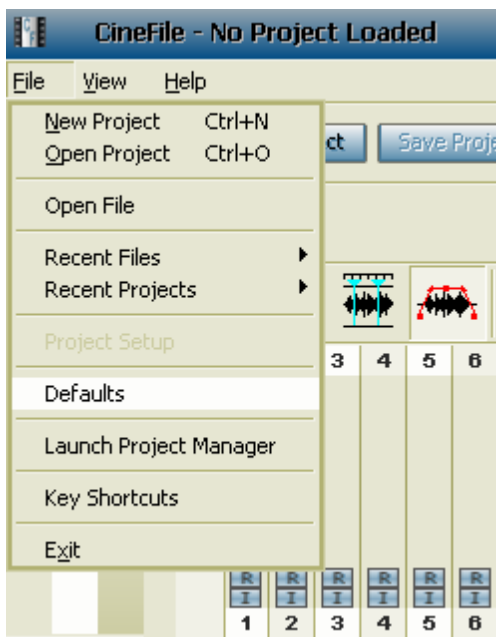 CineFile - No Project Loaded
File View Help
New Project Ctrl+N
Open Project Ctrl+O
ct Save Proje
Open File
Recent Files
Recent Projects
Project Setup
3 4 5 6
Defaults
Launch Project Manager
Key Shortcuts
Exit
R R R R R R
I I I I I I
1 2 3 4 5 6